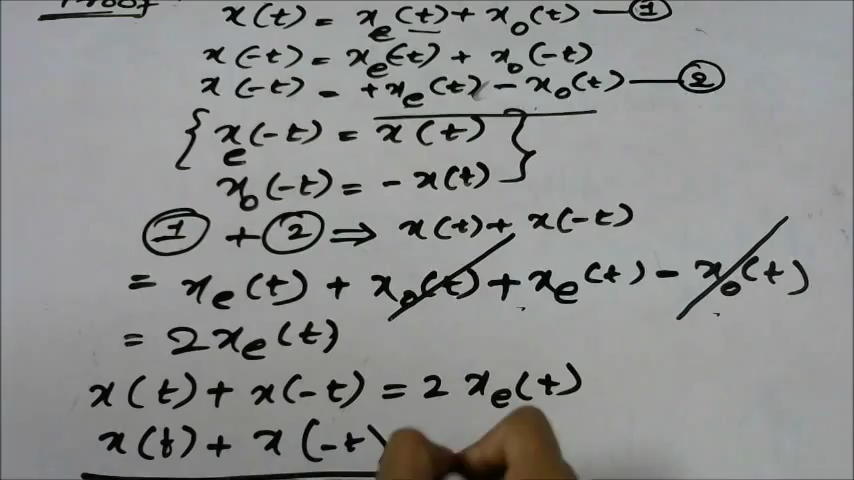 Proof
x(t) = xₑ(t) + xₒ(t) — ①
x(-t) = xₑ(-t) + xₒ(-t)
x(-t) = +xₑ(t) - xₒ(t) — ②
{ xₑ(-t) = x(t)
xₒ(-t) = -x(t) }
① + ② ⇒ x(t) + x(-t)
= xₑ(t) + xₒ(t) + xₑ(t) - xₒ(t)
= 2xₑ(t)
x(t) + x(-t) = 2 xₑ(t)
x(t) + x(-t)